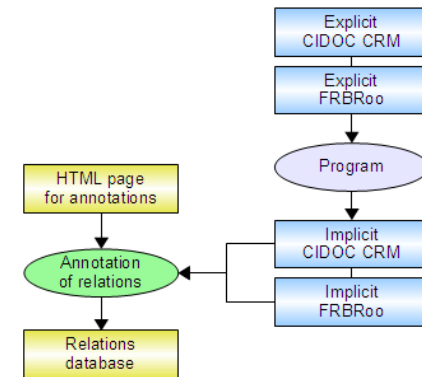 Explicit
CIDOC CRM
Explicit
FRBRoo
Program
HTML page
for annotations
Implicit
CIDOC CRM
Annotation
of relations
Implicit
FRBRoo
Relations
database